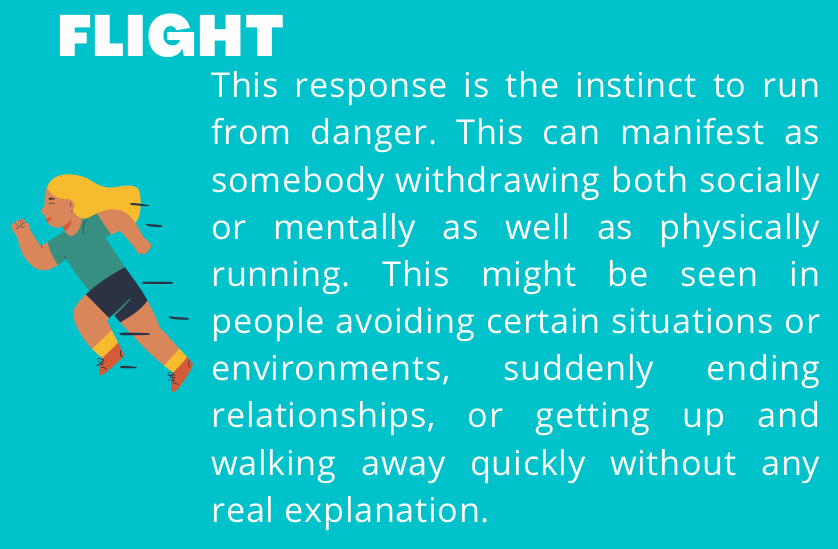 FLIGHT
This response is the instinct to run
from danger. This can manifest as
somebody withdrawing both socially
or mentally as well as physically
running. This might be seen in
people avoiding certain situations or
environments, suddenly ending
relationships, or getting up and
walking away quickly without any
real explanation.